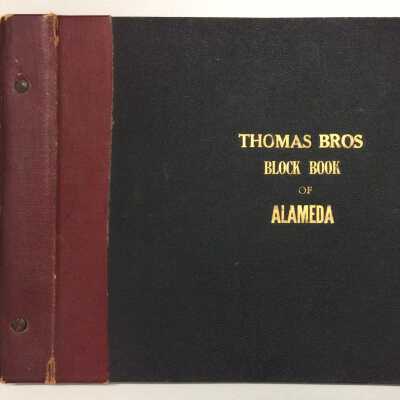 THOMAS BROS
BLOCK BOOK
OF
ALAMEDA